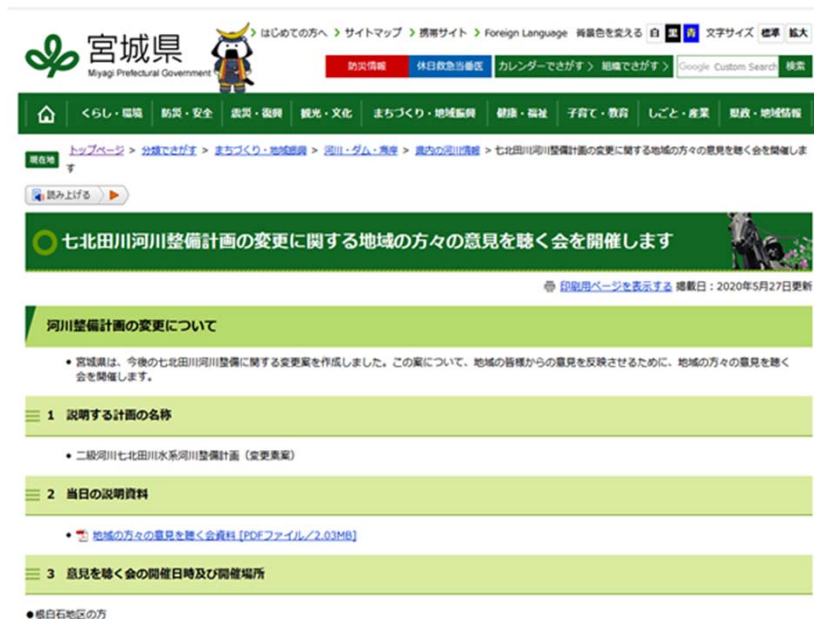 宮城県
Miyagi Prefectural Government
はじめての方へ サイトマップ 携帯サイト Foreign Language 背景色を変える 白 黒 青 文字サイズ 標準 拡大
防災情報 休日救急当番医 カレンダーでさがす 組織でさがす Google Custom Search 検索
くらし・環境 防災・安全 震災・復興 観光・文化 まちづくり・地域振興 健康・福祉 子育て・教育 しごと・産業 県政・地域情報
現在地 トップページ > 分類でさがす > まちづくり・地域振興 > 河川・ダム・海岸 > 県内の河川情報 > 七北田川河川整備計画の変更に関する地域の方々の意見を聴く会を開催しま
す
読み上げる
七北田川河川整備計画の変更に関する地域の方々の意見を聴く会を開催します
印刷用ページを表示する 掲載日:2020年5月27日更新
河川整備計画の変更について
• 宮城県は、今後の七北田川河川整備に関する変更案を作成しました。この案について、地域の皆様からの意見を反映させるために、地域の方々の意見を聴く
会を開催します。
1 説明する計画の名称
• 二級河川七北田川水系河川整備計画(変更素案)
2 当日の説明資料
• 地域の方々の意見を聴く会資料 [PDFファイル/2.03MB]
3 意見を聴く会の開催日時及び開催場所
●根白石地区の方